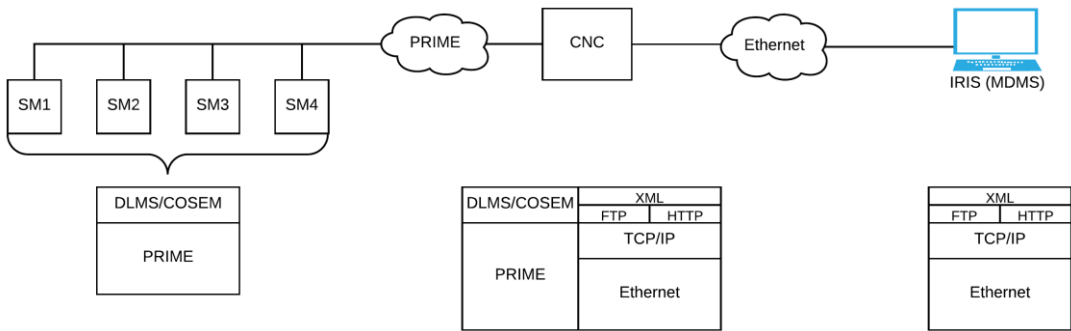 PRIME
CNC
Ethernet
IRIS (MDMS)
SM1
SM2
SM3
SM4
DLMS/COSEM
PRIME
DLMS/COSEM
PRIME
XML
FTP
HTTP
TCP/IP
Ethernet
XML
FTP
HTTP
TCP/IP
Ethernet